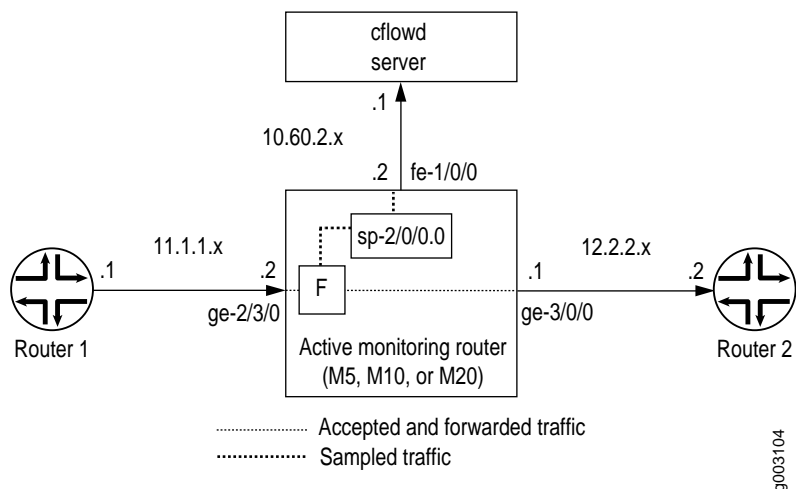 cflowd
server
.1
10.60.2.x
.2 fe-1/0/0
sp-2/0/0.0
11.1.1.x
12.2.2.x
.1
.2
F
.1
.2
ge-2/3/0
ge-3/0/0
Router 1
Active monitoring router
(M5, M10, or M20)
Router 2
Accepted and forwarded traffic
Sampled traffic
g003104